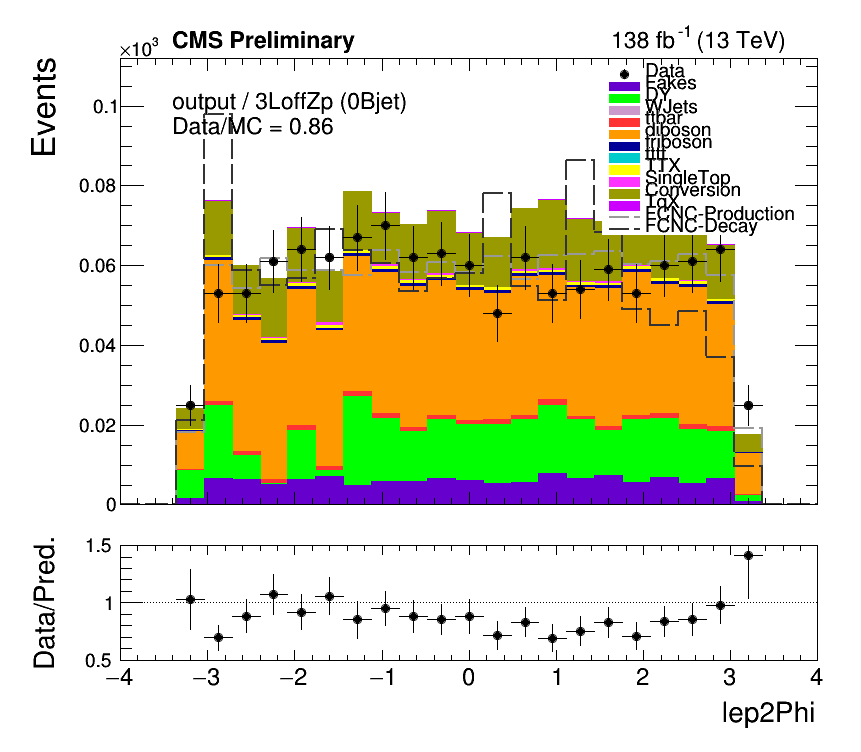 ×10³ CMS Preliminary 138 fb⁻¹ (13 TeV)
Events
output / 3LoffZp (0Bjet)
Data/MC = 0.86
Data
Fakes
DY
WJets
ttbar
diboson
triboson
tttt
TTX
SingleTop
Conversion
TqX
FCNC-Production
FCNC-Decay
0.1
0.08
0.06
0.04
0.02
0
Data/Pred.
1.5
1
0.5
−4 −3 −2 −1 0 1 2 3 4
lep2Phi